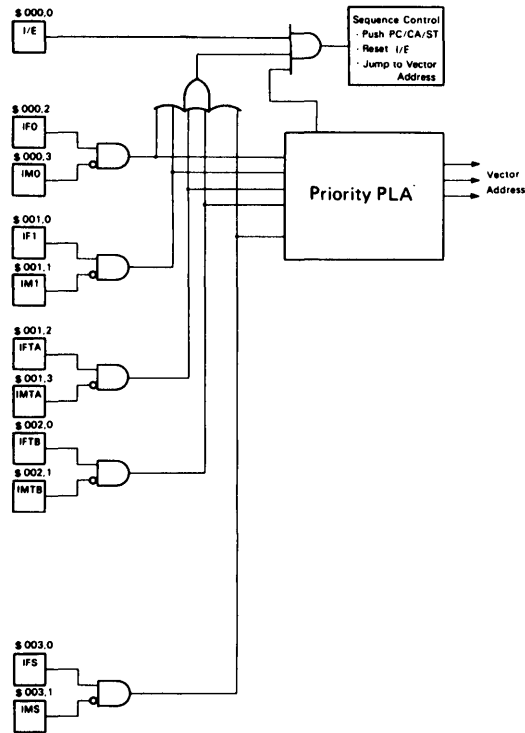 $000,0
I/E
Sequence Control
· Push PC/CA/ST
· Reset I/E
· Jump to Vector
Address
$000,2
IF0
$000,3
IM0
Priority PLA
Vector
Address
$001,0
IF1
$001,1
IM1
$001,2
IFTA
$001,3
IMTA
$002,0
IFTB
$002,1
IMTB
$003,0
IFS
$003,1
IMS